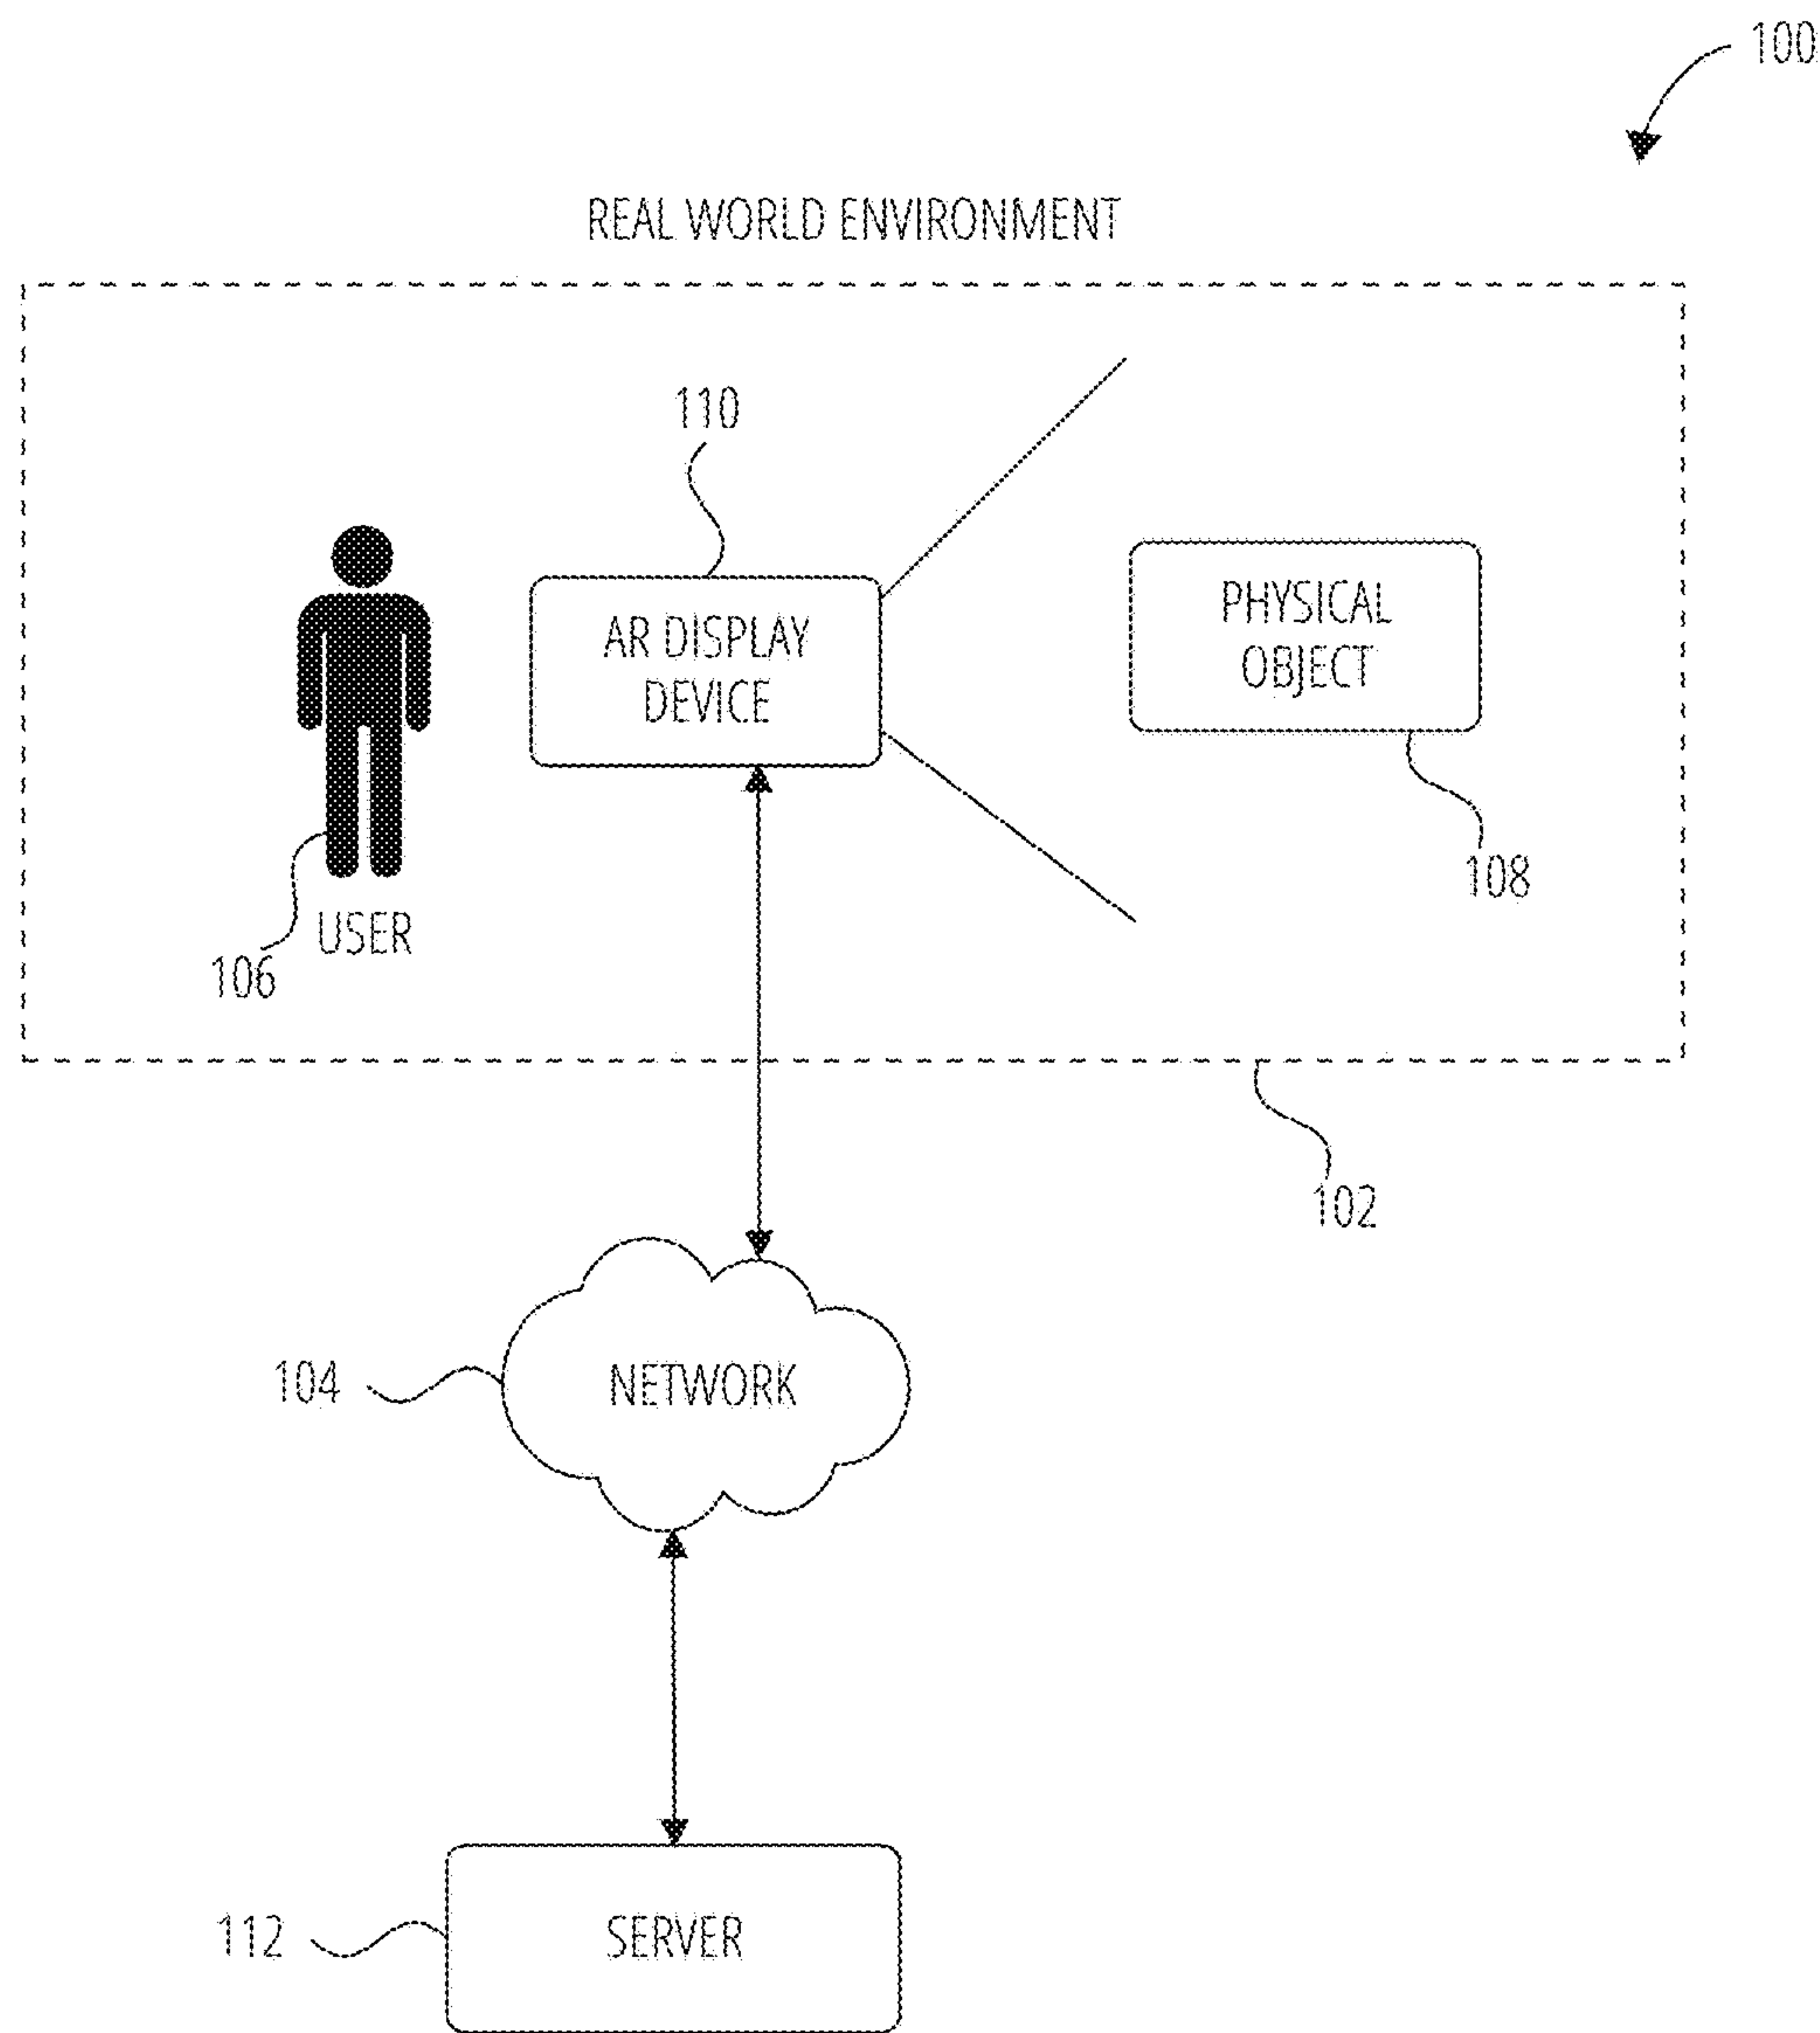 100
REAL WORLD ENVIRONMENT
110
AR DISPLAY
DEVICE
PHYSICAL
OBJECT
108
USER
106
102
104
NETWORK
112
SERVER